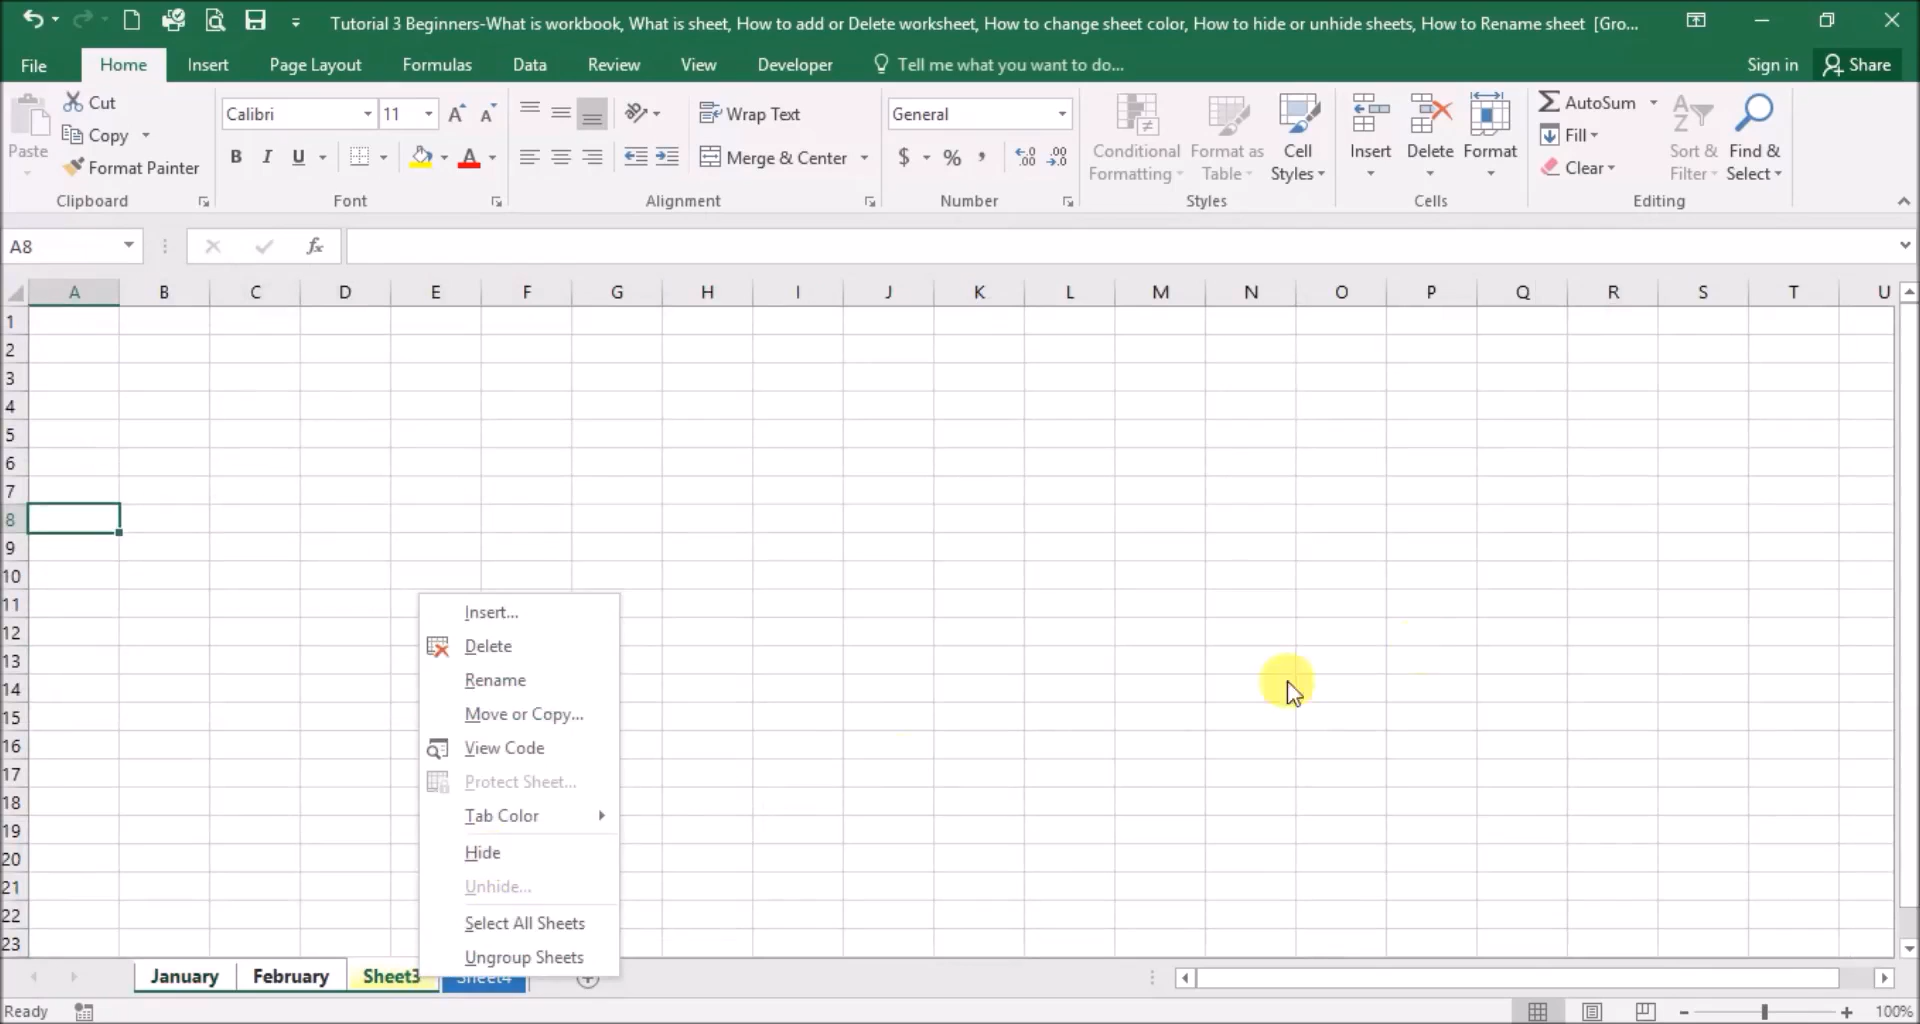 Tutorial 3 Beginners-What is workbook, What is sheet, How to add or Delete worksheet, How to change sheet color, How to hide or unhide sheets, How to Rename sheet [Gro...
File Home Insert Page Layout Formulas Data Review View Developer Tell me what you want to do... Sign in Share
Cut
Copy
Format Painter
Paste
Clipboard
Calibri 11
B I U A
Font
Wrap Text
Merge & Center
Alignment
General
$ % ,
Number
Conditional Formatting
Format as Table
Cell Styles
Styles
Insert Delete Format
Cells
AutoSum
Fill
Clear
Sort & Filter
Find & Select
Editing
A8 fx
A B C D E F G H I J K L M N O P Q R S T U
1
2
3
4
5
6
7
8
9
10
11
12
13
14
15
16
17
18
19
20
21
22
23
Insert...
Delete
Rename
Move or Copy...
View Code
Protect Sheet...
Tab Color
Hide
Unhide...
Select All Sheets
Ungroup Sheets
January February Sheet3 Sheet4
Ready 100%